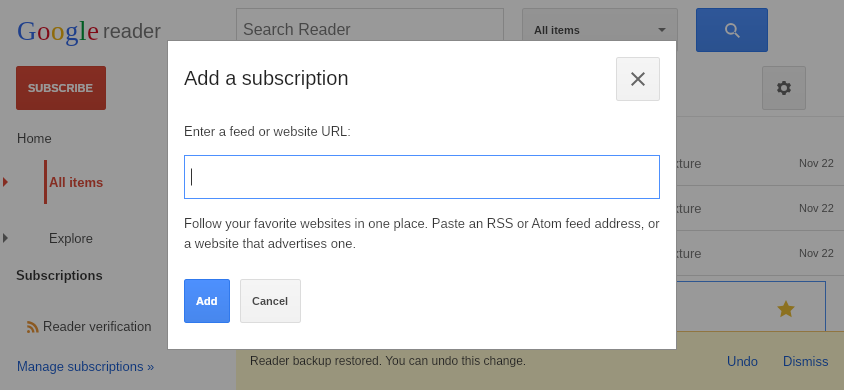 Google reader
Search Reader
All items
SUBSCRIBE
Add a subscription
Home
Enter a feed or website URL:
All items
Nov 22
Nov 22
Follow your favorite websites in one place. Paste an RSS or Atom feed address, or
a website that advertises one.
Explore
Nov 22
Subscriptions
Add
Cancel
Reader verification
Manage subscriptions »
Reader backup restored. You can undo this change.
Undo
Dismiss